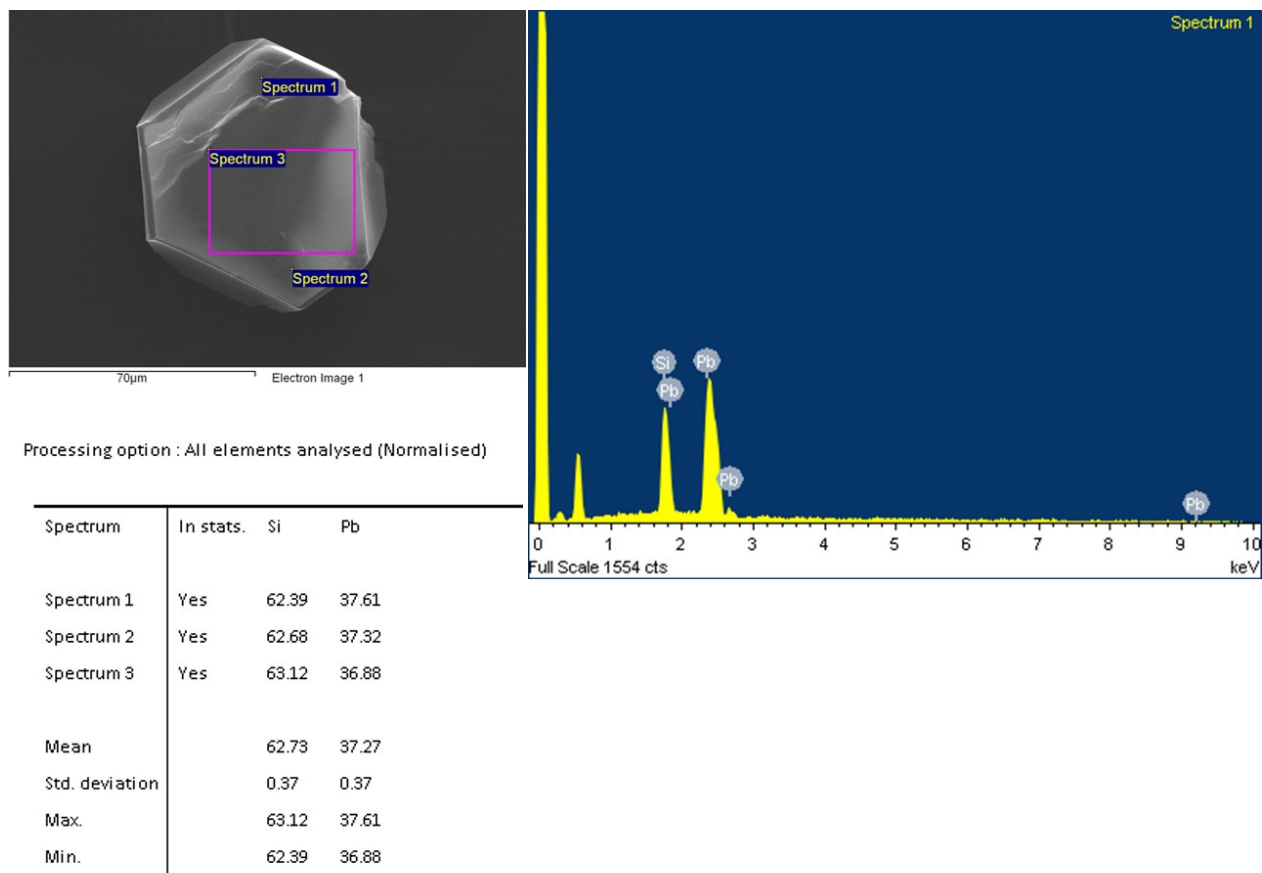 Spectrum 1
Spectrum 3
Spectrum 2
70µm Electron Image 1
Spectrum 1
Si Pb
Pb
Pb
Pb
0 1 2 3 4 5 6 7 8 9 10
Full Scale 1554 cts keV
Processing option : All elements analysed (Normalised)
Spectrum In stats. Si Pb
Spectrum 1 Yes 62.39 37.61
Spectrum 2 Yes 62.68 37.32
Spectrum 3 Yes 63.12 36.88
Mean 62.73 37.27
Std. deviation 0.37 0.37
Max. 63.12 37.61
Min. 62.39 36.88